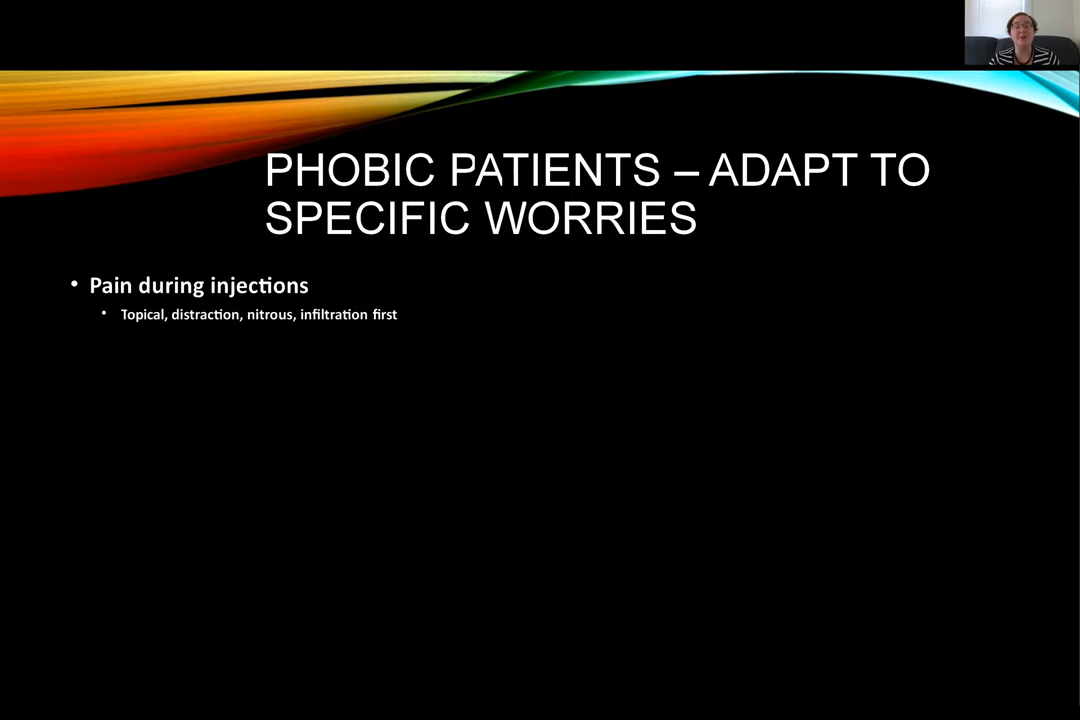 PHOBIC PATIENTS – ADAPT TO
SPECIFIC WORRIES
• Pain during injections
• Topical, distraction, nitrous, infiltration first